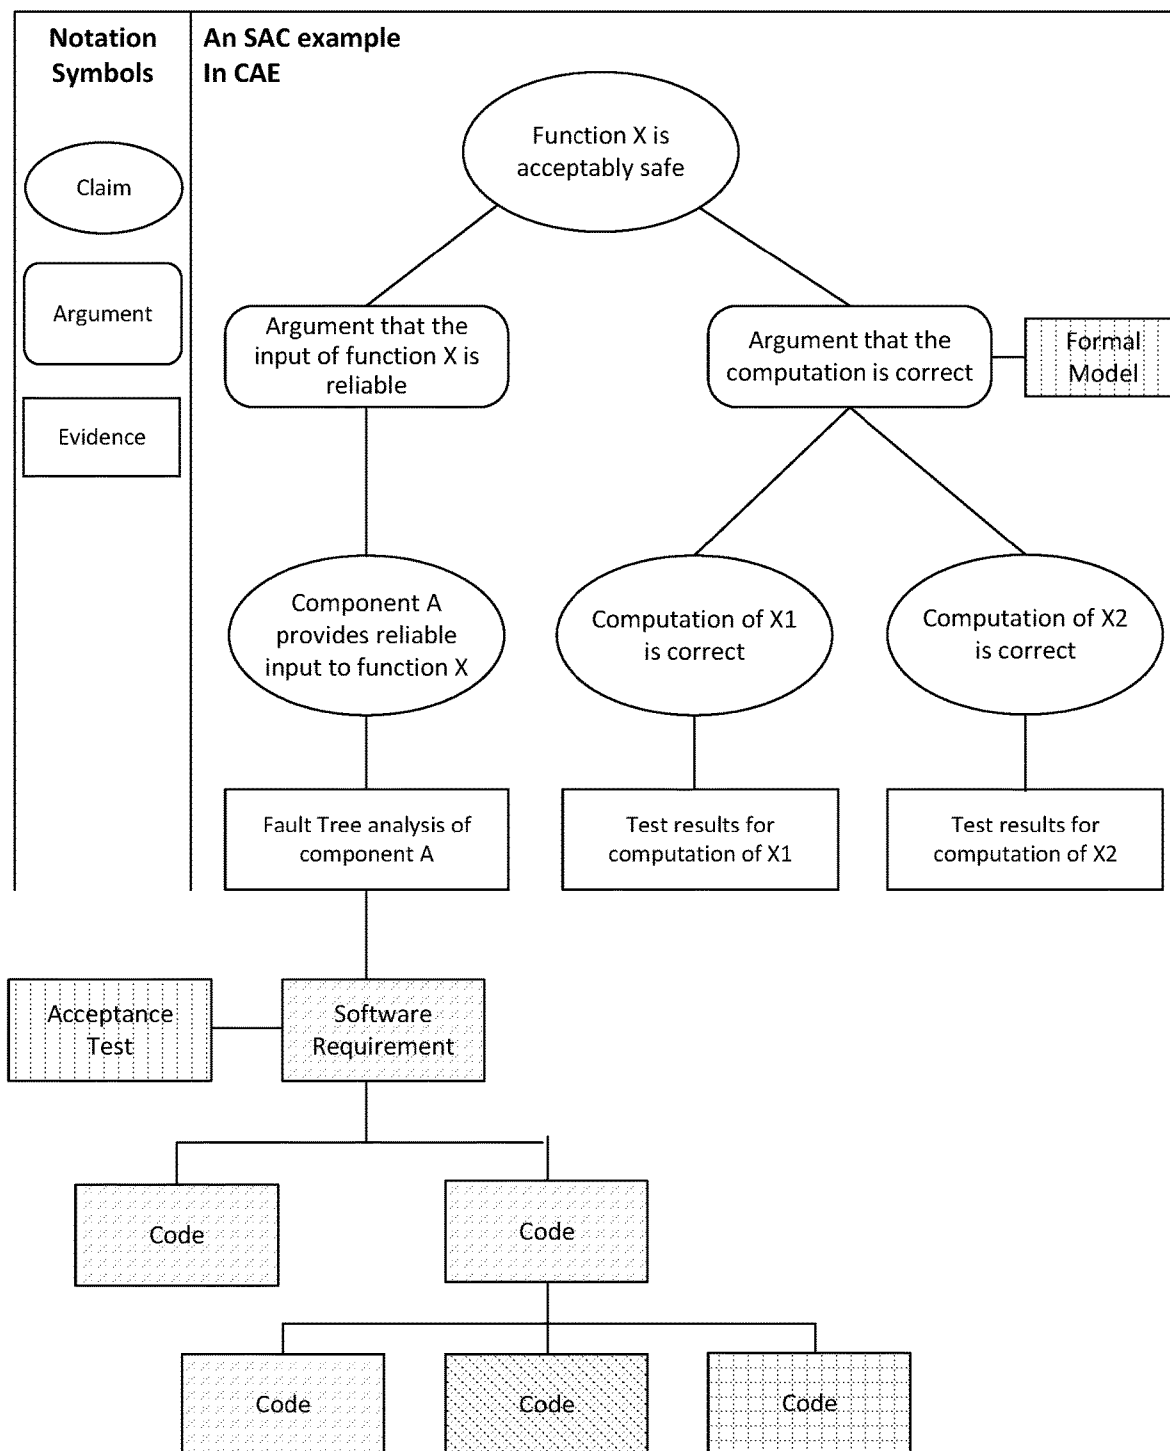 Notation
Symbols
An SAC example
In CAE
Claim
Argument
Evidence
Function X is
acceptably safe
Argument that the
input of function X is
reliable
Argument that the
computation is correct
Formal
Model
Component A
provides reliable
input to function X
Computation of X1
is correct
Computation of X2
is correct
Fault Tree analysis of
component A
Test results for
computation of X1
Test results for
computation of X2
Acceptance
Test
Software
Requirement
Code
Code
Code
Code
Code